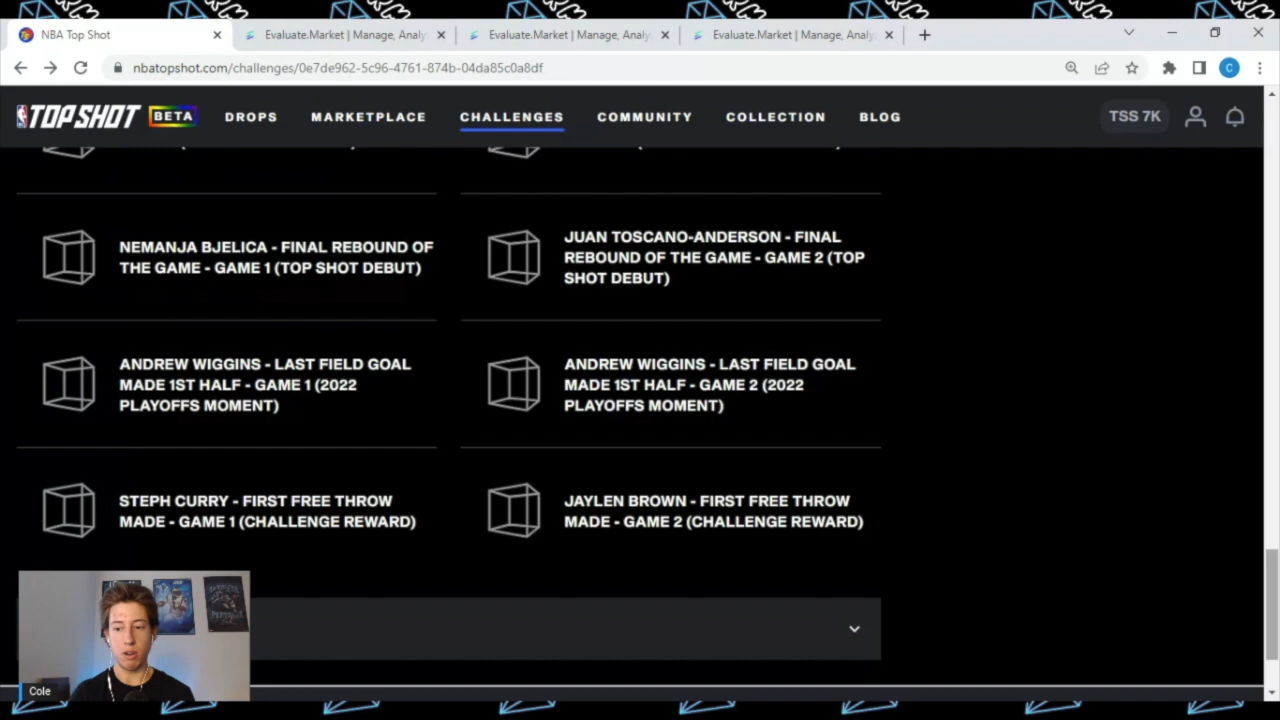 NBA Top Shot
Evaluate.Market | Manage, Analy
Evaluate.Market | Manage, Analy
Evaluate.Market | Manage, Analy
nbatopshot.com/challenges/0e7de962-5c96-4761-874b-04da85c0a8df
C
TOP SHOT BETA
DROPS
MARKETPLACE
CHALLENGES
COMMUNITY
COLLECTION
BLOG
TSS 7K
NEMANJA BJELICA - FINAL REBOUND OF
THE GAME - GAME 1 (TOP SHOT DEBUT)
JUAN TOSCANO-ANDERSON - FINAL
REBOUND OF THE GAME - GAME 2 (TOP
SHOT DEBUT)
ANDREW WIGGINS - LAST FIELD GOAL
MADE 1ST HALF - GAME 1 (2022
PLAYOFFS MOMENT)
ANDREW WIGGINS - LAST FIELD GOAL
MADE 1ST HALF - GAME 2 (2022
PLAYOFFS MOMENT)
STEPH CURRY - FIRST FREE THROW
MADE - GAME 1 (CHALLENGE REWARD)
JAYLEN BROWN - FIRST FREE THROW
MADE - GAME 2 (CHALLENGE REWARD)
Cole